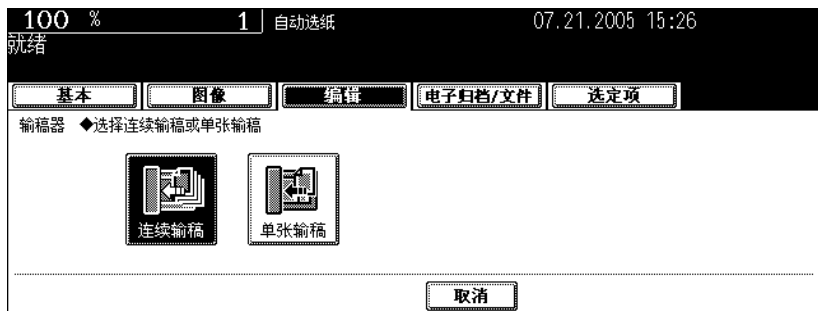 100 % 1 自动选纸 07.21.2005 15:26
就绪
基本 图像 编辑 电子归档/文件 选定项
输稿器 ◆选择连续输稿或单张输稿
连续输稿 单张输稿
取消